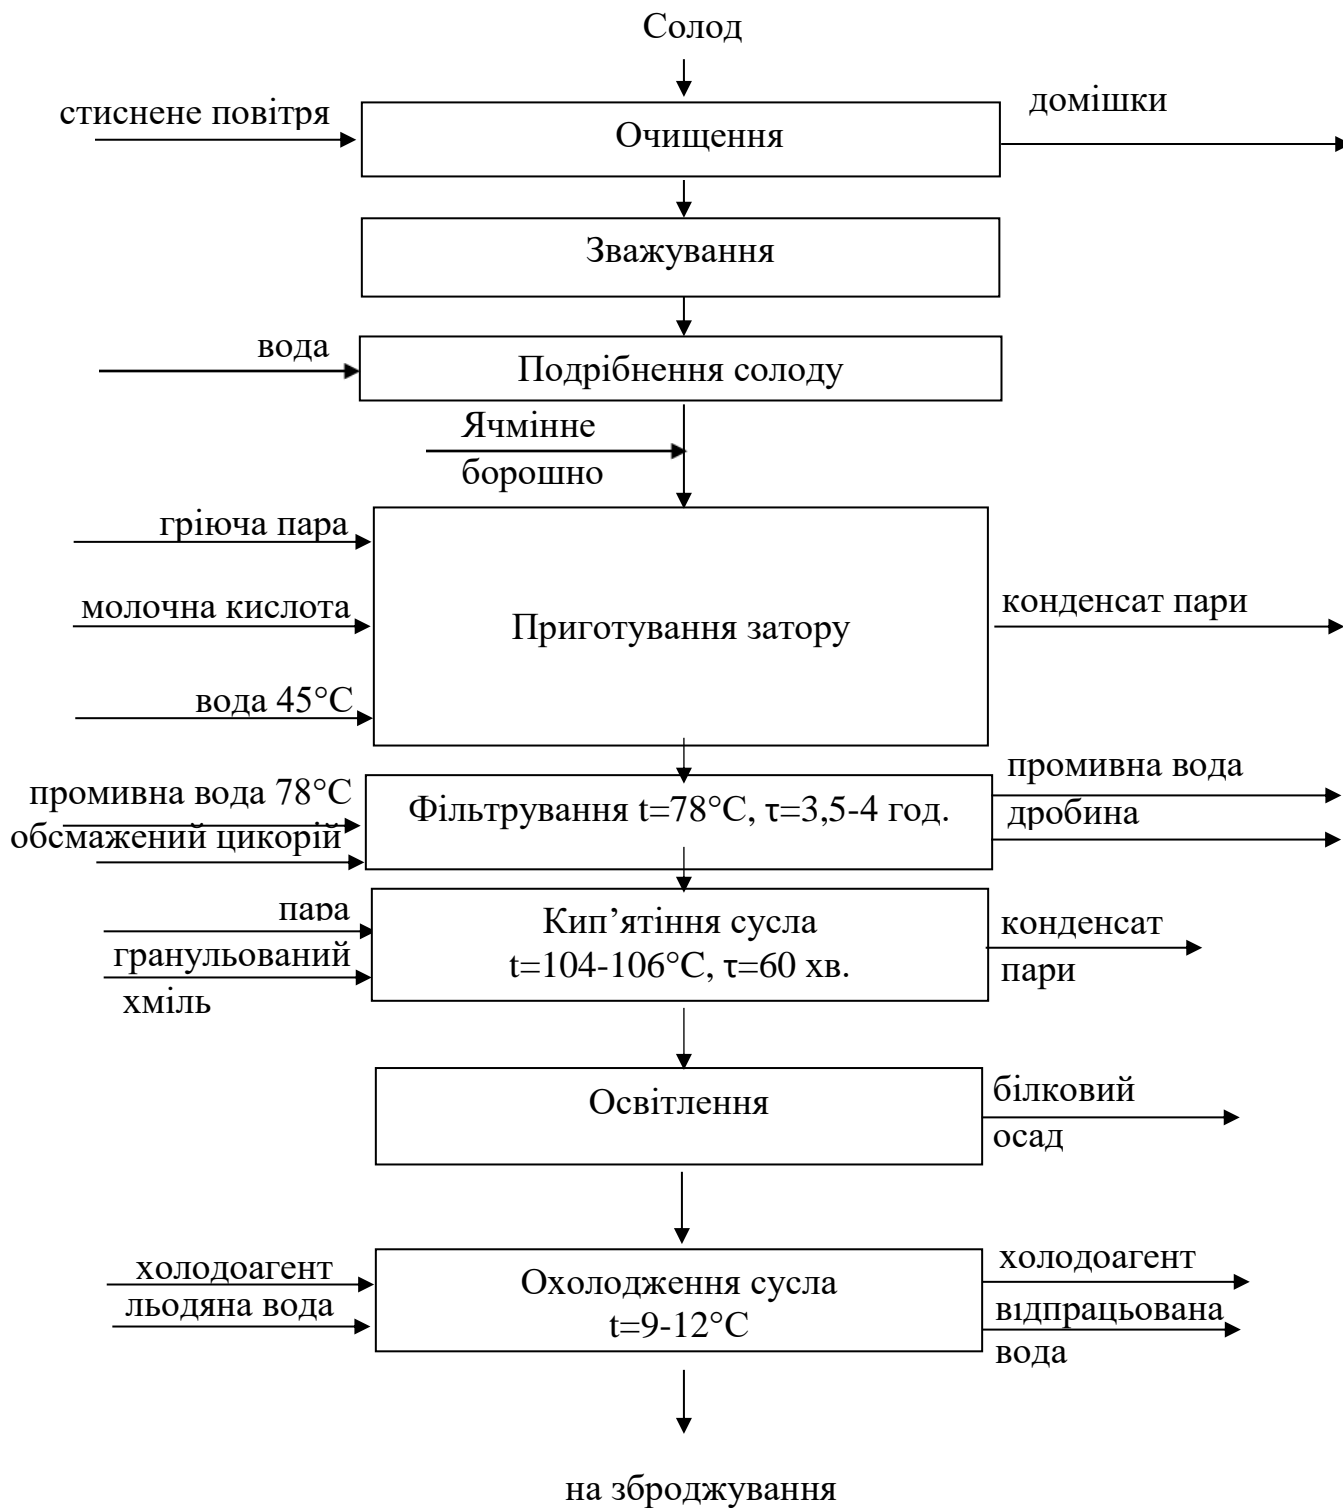 Солод
стиснене повітря
Очищення
домішки
Зважування
вода
Подрібнення солоду
Ячмінне
борошно
гріюча пара
молочна кислота
вода 45°С
Приготування затору
конденсат пари
промивна вода 78°С
обсмажений цикорій
Фільтрування t=78°С, τ=3,5-4 год.
промивна вода
дробина
пара
гранульований
хміль
Кип’ятіння сусла
t=104-106°С, τ=60 хв.
конденсат
пари
Освітлення
білковий
осад
холодоагент
льодяна вода
Охолодження сусла
t=9-12°С
холодоагент
відпрацьована
вода
на зброджування